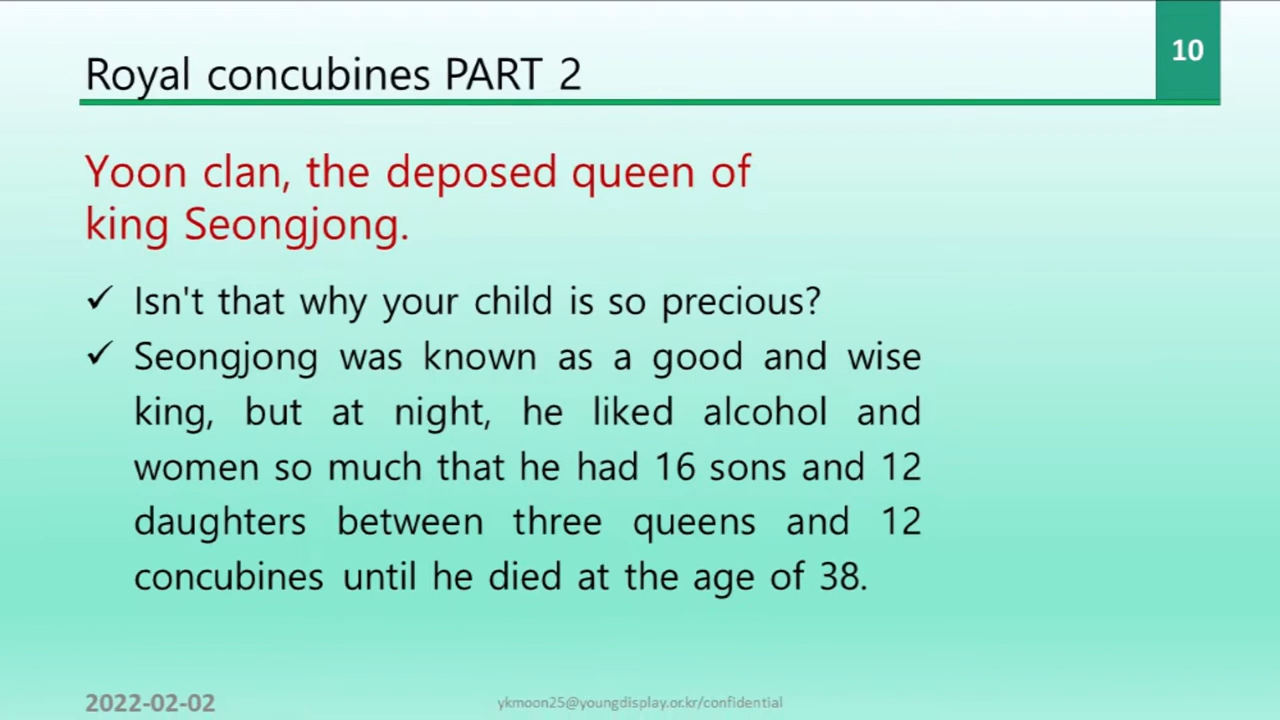 10
Royal concubines PART 2
Yoon clan, the deposed queen of
king Seongjong.
✓ Isn't that why your child is so precious?
✓ Seongjong was known as a good and wise
king, but at night, he liked alcohol and
women so much that he had 16 sons and 12
daughters between three queens and 12
concubines until he died at the age of 38.
2022-02-02
ykmoon25@youngdisplay.or.kr/confidential